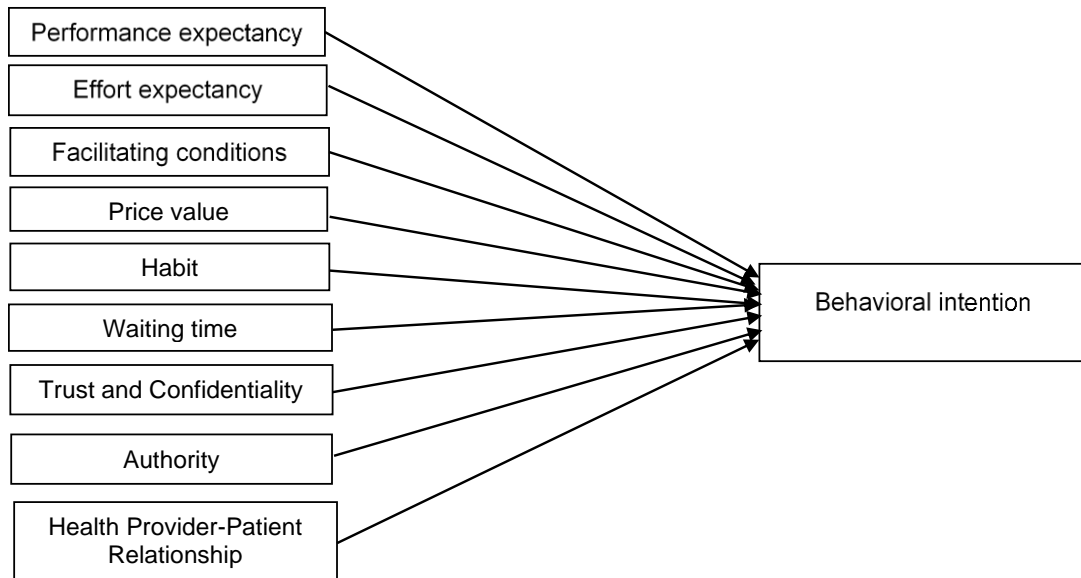 Performance expectancy
Effort expectancy
Facilitating conditions
Price value
Habit
Behavioral intention
Waiting time
Trust and Confidentiality
Authority
Health Provider-Patient
Relationship